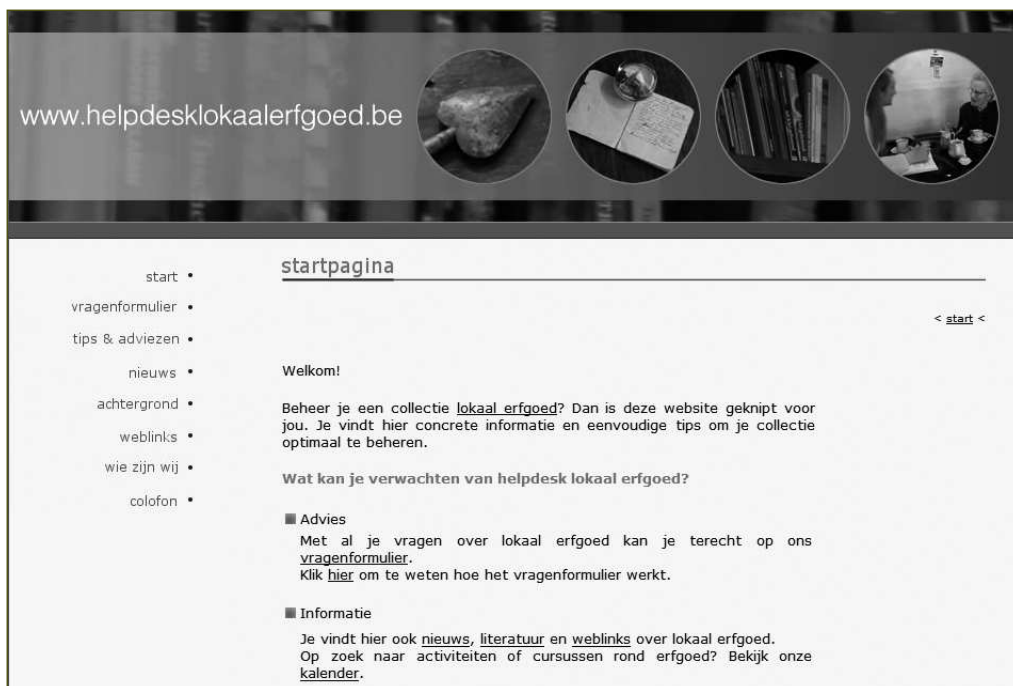 www.helpdesklokaalerfgoed.be
start •
vragenformulier •
tips & adviezen •
nieuws •
achtergrond •
weblinks •
wie zijn wij •
colofon •
startpagina
< start <
Welkom!
Beheer je een collectie lokaal erfgoed? Dan is deze website geknipt voor
jou. Je vindt hier concrete informatie en eenvoudige tips om je collectie
optimaal te beheren.
Wat kan je verwachten van helpdesk lokaal erfgoed?
Advies
Met al je vragen over lokaal erfgoed kan je terecht op ons
vragenformulier.
Klik hier om te weten hoe het vragenformulier werkt.
Informatie
Je vindt hier ook nieuws, literatuur en weblinks over lokaal erfgoed.
Op zoek naar activiteiten of cursussen rond erfgoed? Bekijk onze
kalender.